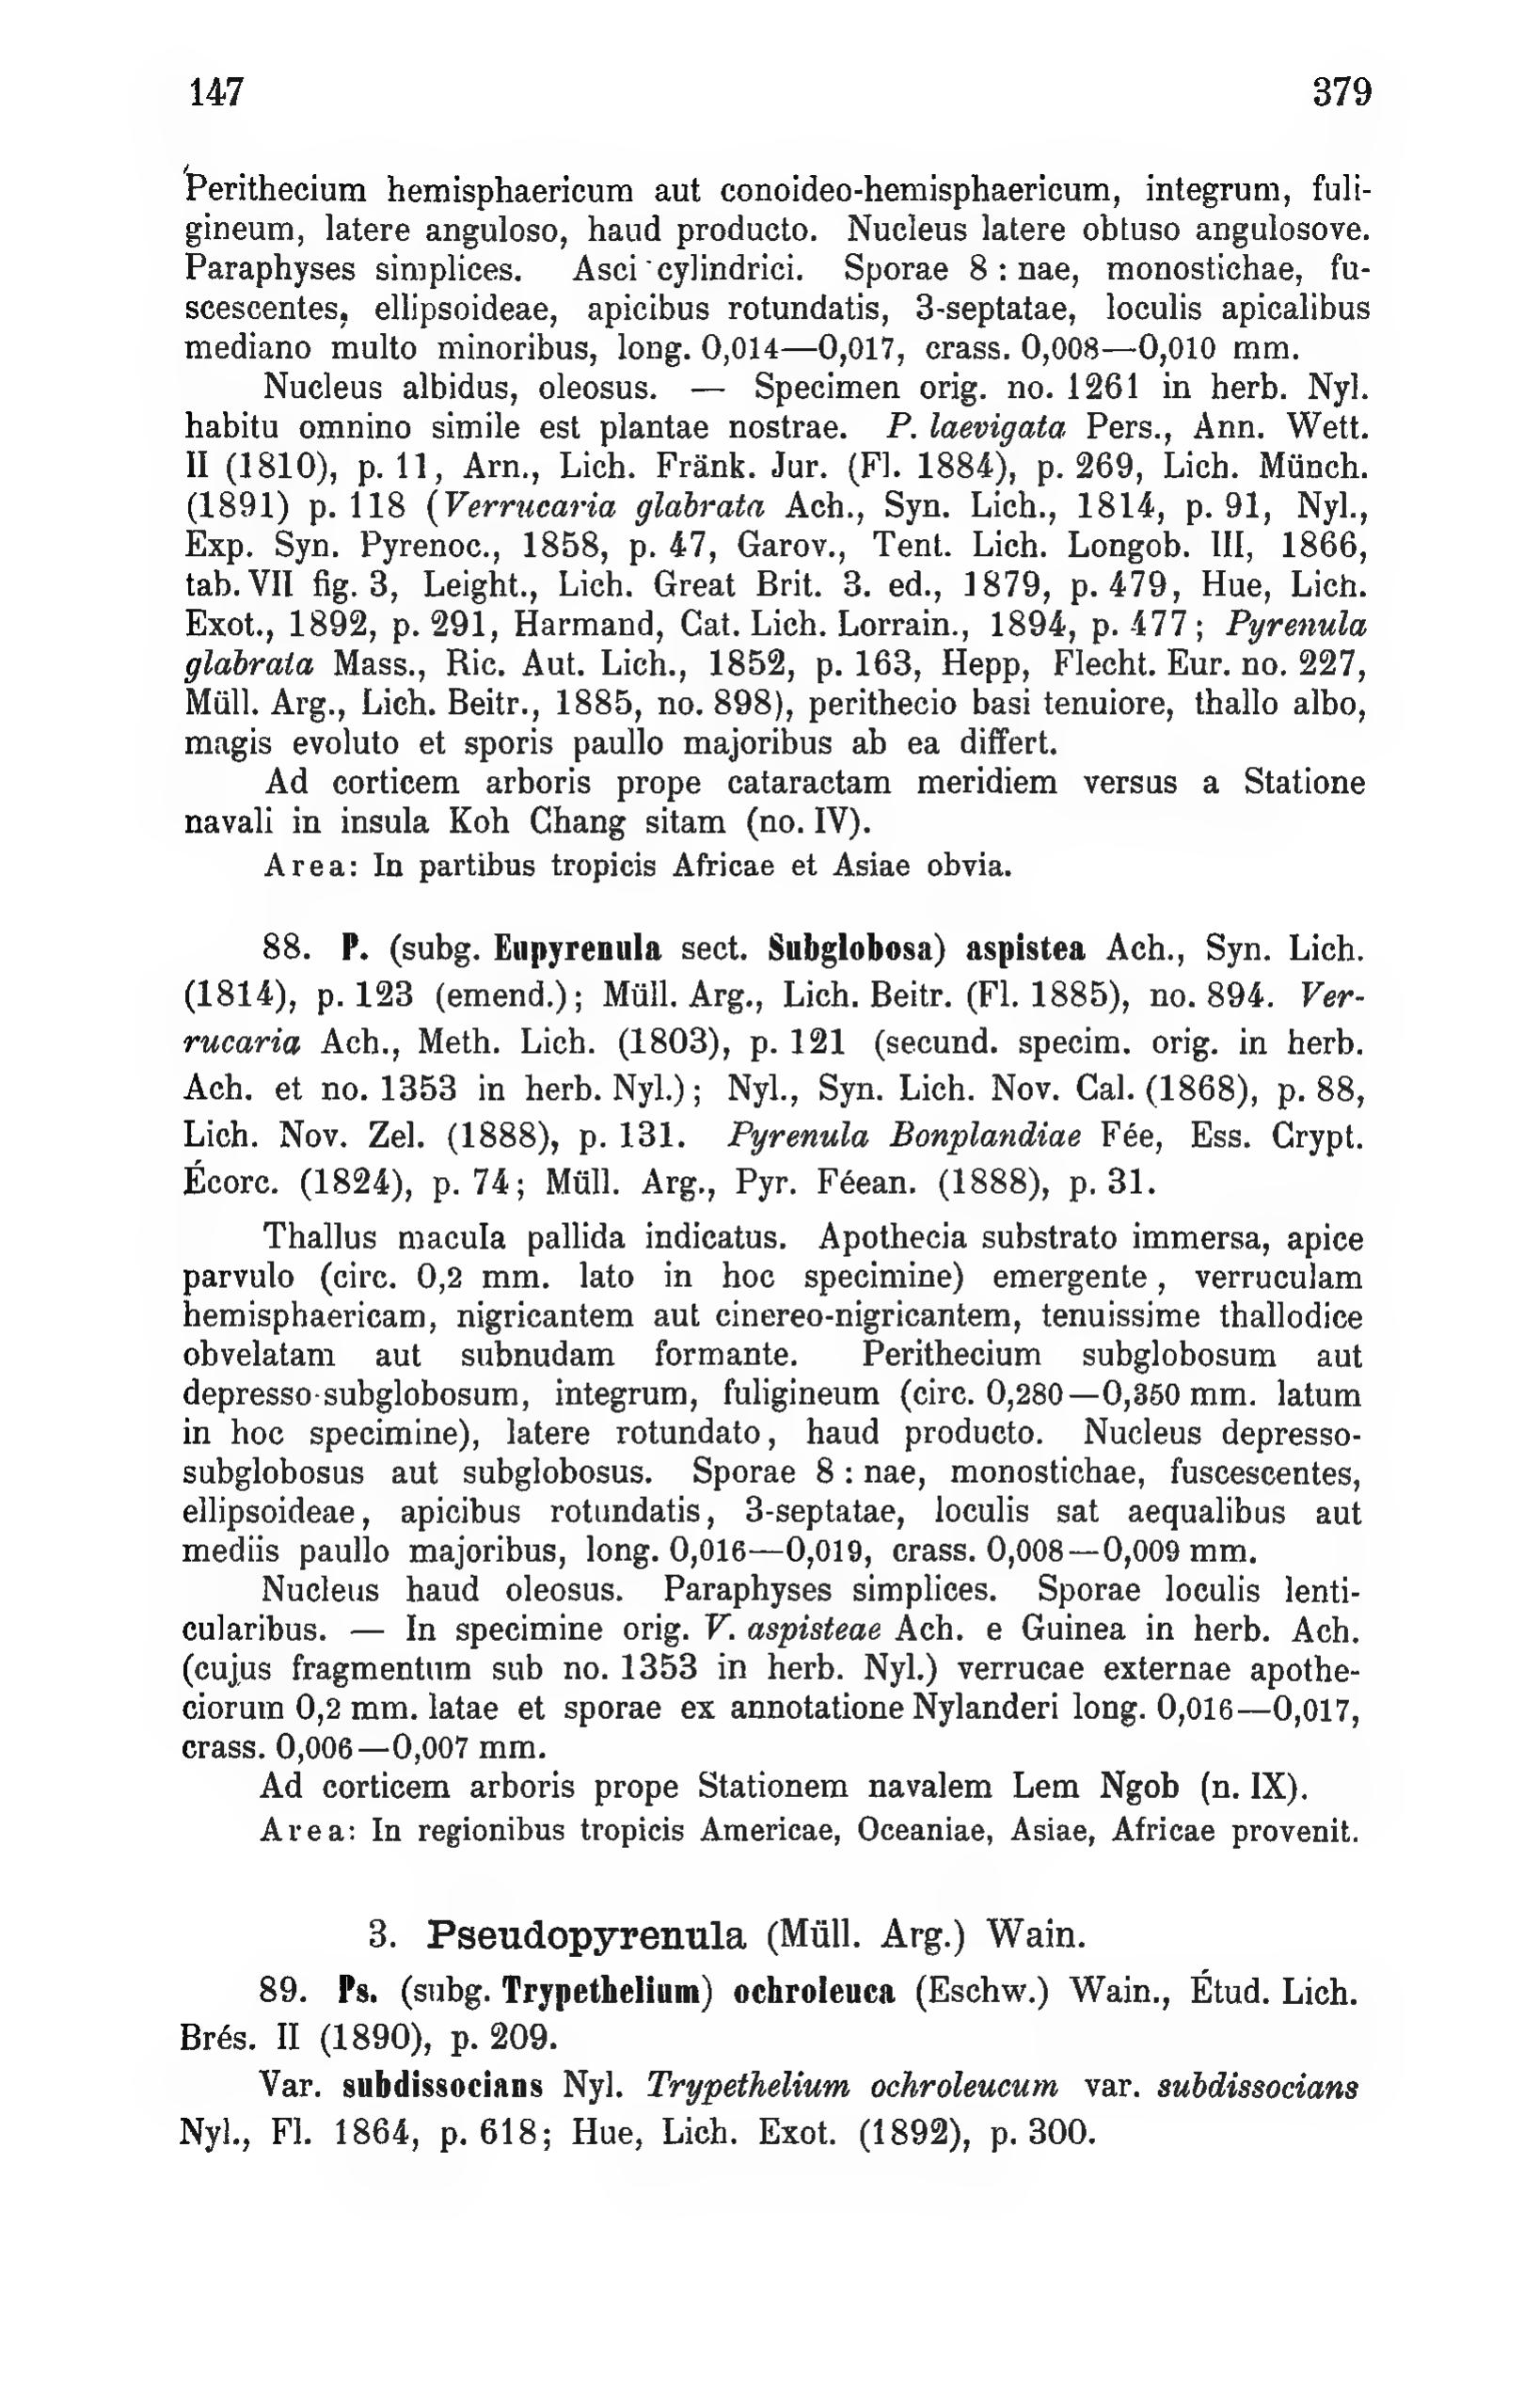 147 379
Perithecium hemisphaericum aut conoideo-hemisphaericum, integrum, fuli-
gineum, latere anguloso, haud producto. Nucleus latere obtuso angulosove.
Paraphyses simplices. Asci cylindrici. Sporae 8 : nae, monostichae, fu-
scescentes, ellipsoideae, apicibus rotundatis, 3-septatae, loculis apicalibus
mediano multo minoribus, long. 0,014—0,017, crass. 0,008—0,010 mm.
Nucleus albidus, oleosus. — Specimen orig. no. 1261 in herb. Nyl.
habitu omnino simile est plantae nostrae. P. laevigata Pers., Ann. Wett.
II (1810), p. 11, Arn., Lich. Fränk. Jur. (Fl. 1884), p. 269, Lich. Münch.
(1891) p. 118 (Verrucaria glabrata Ach., Syn. Lich., 1814, p. 91, Nyl.,
Exp. Syn. Pyrenoc., 1858, p. 47, Garov., Tent. Lich. Longob. III, 1866,
tab. VII fig. 3, Leight., Lich. Great Brit. 3. ed., 1879, p. 479, Hue, Lich.
Exot., 1892, p. 291, Harmand, Cat. Lich. Lorrain., 1894, p. 477; Pyrenula
glabrata Mass., Ric. Aut. Lich., 1852, p. 163, Hepp, Flecht. Eur. no. 227,
Müll. Arg., Lich. Beitr., 1885, no. 898), perithecio basi tenuiore, thallo albo,
magis evoluto et sporis paullo majoribus ab ea differt.
Ad corticem arboris prope cataractam meridiem versus a Statione
navali in insula Koh Chang sitam (no. IV).
Area: In partibus tropicis Africae et Asiae obvia.
88. P. (subg. Eupyrenula sect. Subglobosa) aspistea Ach., Syn. Lich.
(1814), p. 123 (emend.); Müll. Arg., Lich. Beitr. (Fl. 1885), no. 894. Ver-
rucaria Ach., Meth. Lich. (1803), p. 121 (secund. specim. orig. in herb.
Ach. et no. 1353 in herb. Nyl.); Nyl., Syn. Lich. Nov. Cal. (1868), p. 88,
Lich. Nov. Zel. (1888), p. 131. Pyrenula Bonplandiae Fée, Ess. Crypt.
Écorc. (1824), p. 74; Müll. Arg., Pyr. Féean. (1888), p. 31.
Thallus macula pallida indicatus. Apothecia substrato immersa, apice
parvulo (circ. 0,2 mm. lato in hoc specimine) emergente, verruculam
hemisphaericam, nigricantem aut cinereo-nigricantem, tenuissime thallodice
obvelatam aut subnudam formante. Perithecium subglobosum aut
depresso-subglobosum, integrum, fuligineum (circ. 0,280—0,350 mm. latum
in hoc specimine), latere rotundato, haud producto. Nucleus depresso-
subglobosus aut subglobosus. Sporae 8 : nae, monostichae, fuscescentes,
ellipsoideae, apicibus rotundatis, 3-septatae, loculis sat aequalibus aut
mediis paullo majoribus, long. 0,016—0,019, crass. 0,008—0,009 mm.
Nucleus haud oleosus. Paraphyses simplices. Sporae loculis lenti-
cularibus. — In specimine orig. V. aspisteae Ach. e Guinea in herb. Ach.
(cujus fragmentum sub no. 1353 in herb. Nyl.) verrucae externae apothe-
ciorum 0,2 mm. latae et sporae ex annotatione Nylanderi long. 0,016—0,017,
crass. 0,006—0,007 mm.
Ad corticem arboris prope Stationem navalem Lem Ngob (n. IX).
Area: In regionibus tropicis Americae, Oceaniae, Asiae, Africae provenit.
3. Pseudopyrenula (Müll. Arg.) Wain.
89. Ps. (subg. Trypethelium) ochroleuca (Eschw.) Wain., Étud. Lich.
Brés. II (1890), p. 209.
Var. subdissocians Nyl. Trypethelium ochroleucum var. subdissocians
Nyl., Fl. 1864, p. 618; Hue, Lich. Exot. (1892), p. 300.